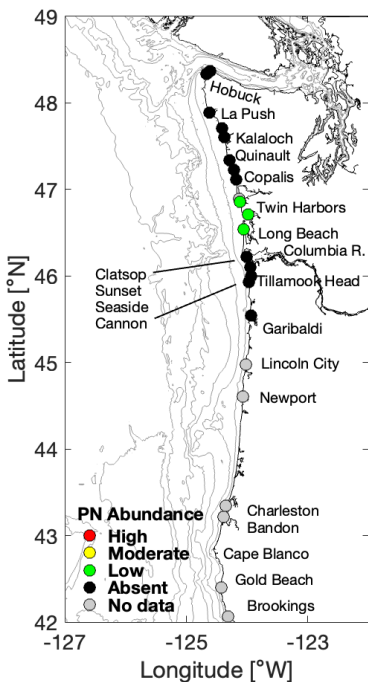 49
48
47
46
45
44
43
42
Latitude [°N]
Hobuck
La Push
Kalaloch
Quinault
Copalis
Twin Harbors
Long Beach
Columbia R.
Clatsop
Sunset
Seaside
Cannon
Tillamook Head
Garibaldi
Lincoln City
Newport
Charleston
Bandon
Cape Blanco
Gold Beach
Brookings
PN Abundance
High
Moderate
Low
Absent
No data
-127
-125
-123
Longitude [°W]